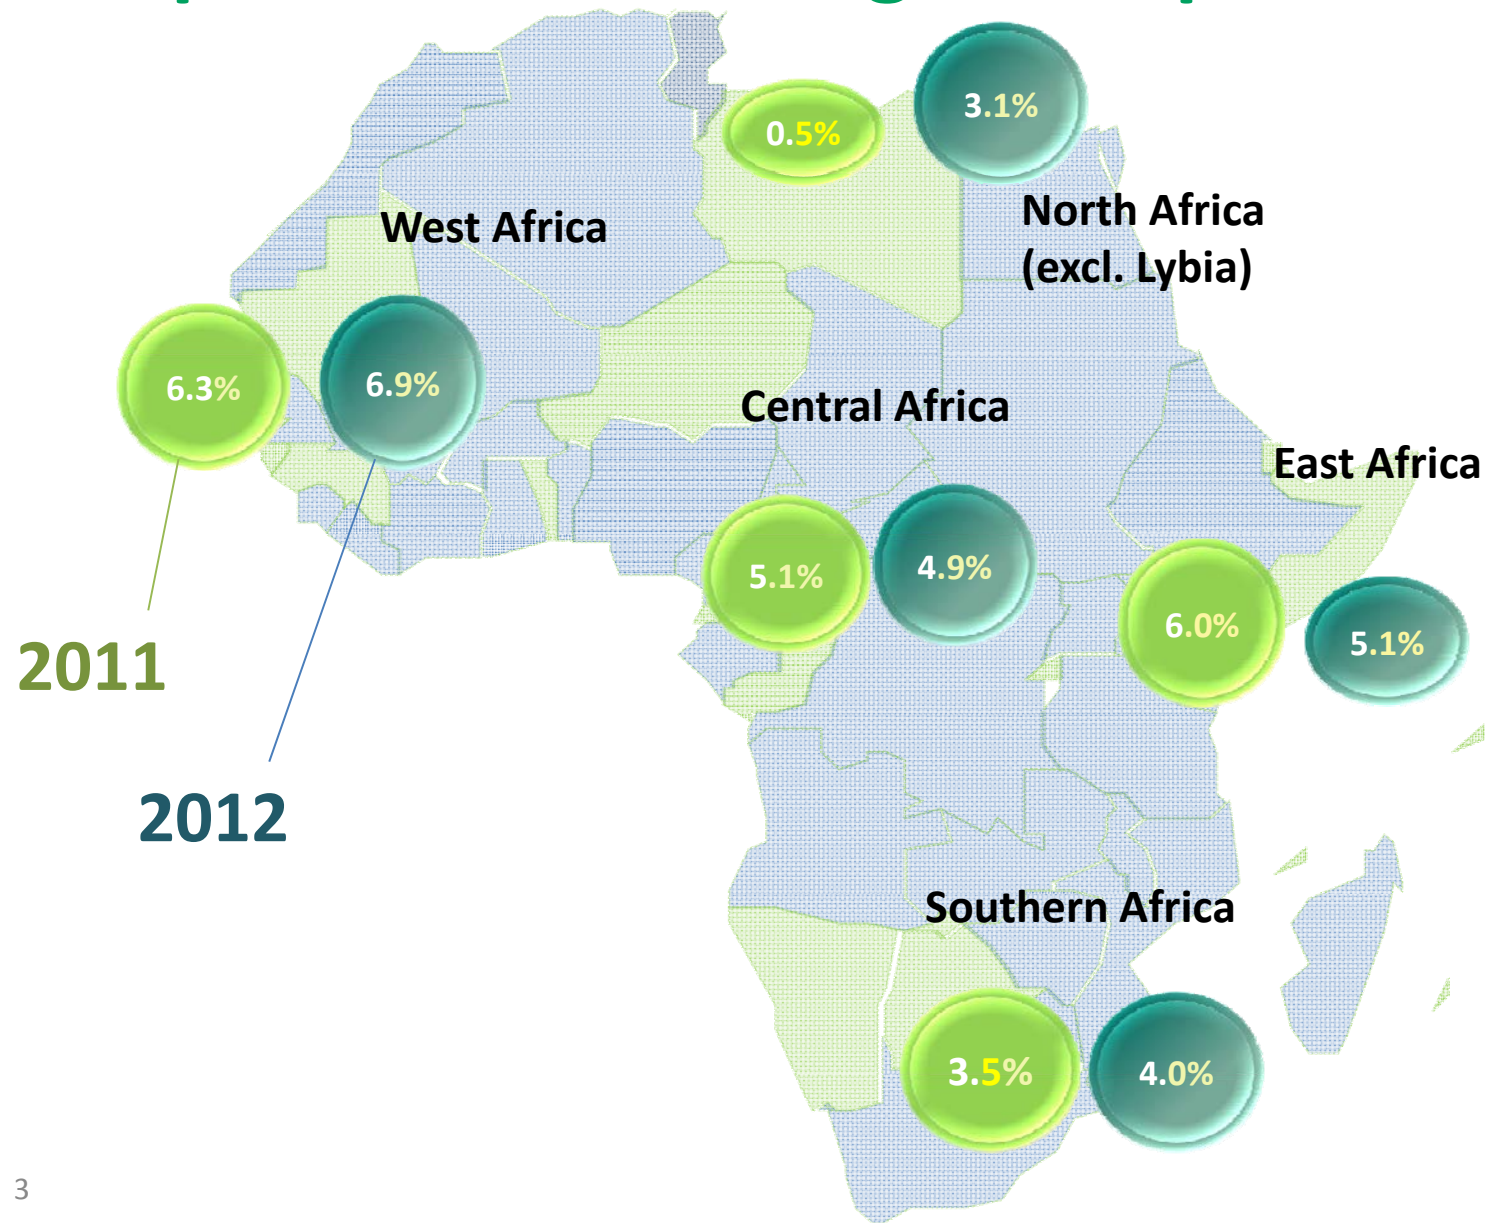 0.5%
3.1%
North Africa
(excl. Lybia)
West Africa
6.3%
6.9%
Central Africa
East Africa
5.1%
4.9%
6.0%
5.1%
2011
2012
Southern Africa
3.5%
4.0%
3